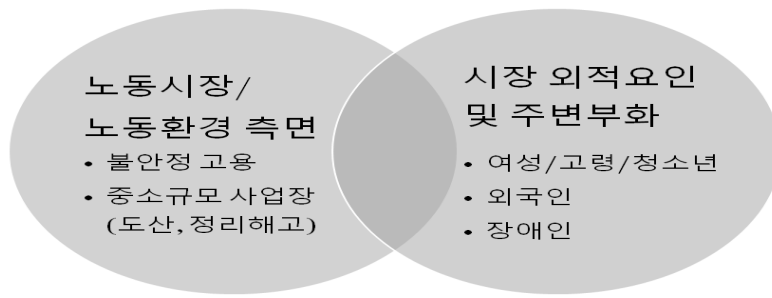 노동시장/
노동환경 측면
• 불안정 고용
• 중소규모 사업장
(도산, 정리해고)
시장 외적요인
및 주변부화
• 여성/고령/청소년
• 외국인
• 장애인